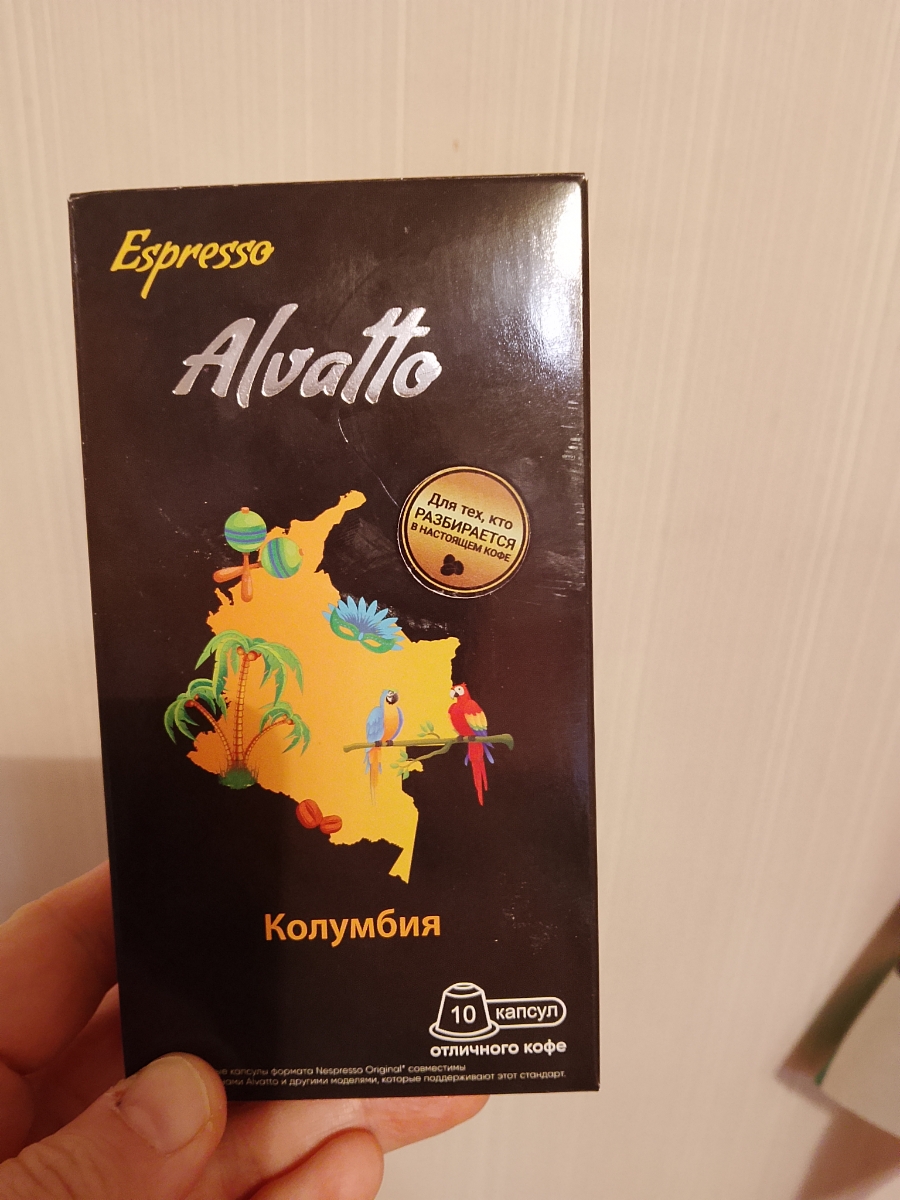 Espresso
Alvatto
Для тех, кто
РАЗБИРАЕТСЯ
В НАСТОЯЩЕМ КОФЕ
Колумбия
10 капсул
отличного кофе
капсулы формата Nespresso Original* совместимы
Alvatto и другими моделями, которые поддерживают этот стандарт.